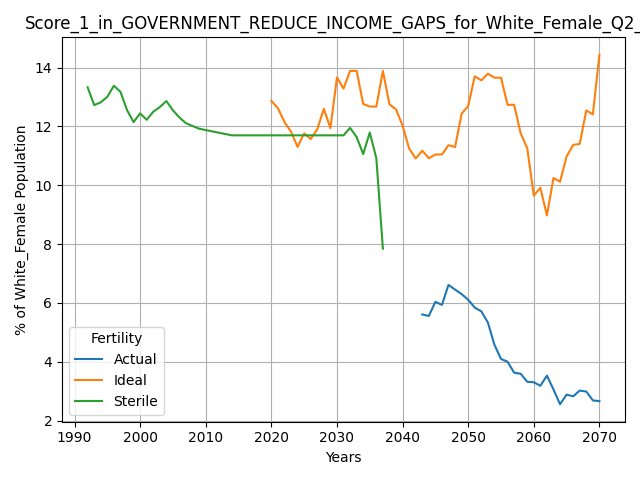 Score_1_in_GOVERNMENT_REDUCE_INCOME_GAPS_for_White_Female_Q2_
% of White_Female Population
14
12
10
8
6
4
2
Fertility
Actual
Ideal
Sterile
1990 2000 2010 2020 2030 2040 2050 2060 2070
Years